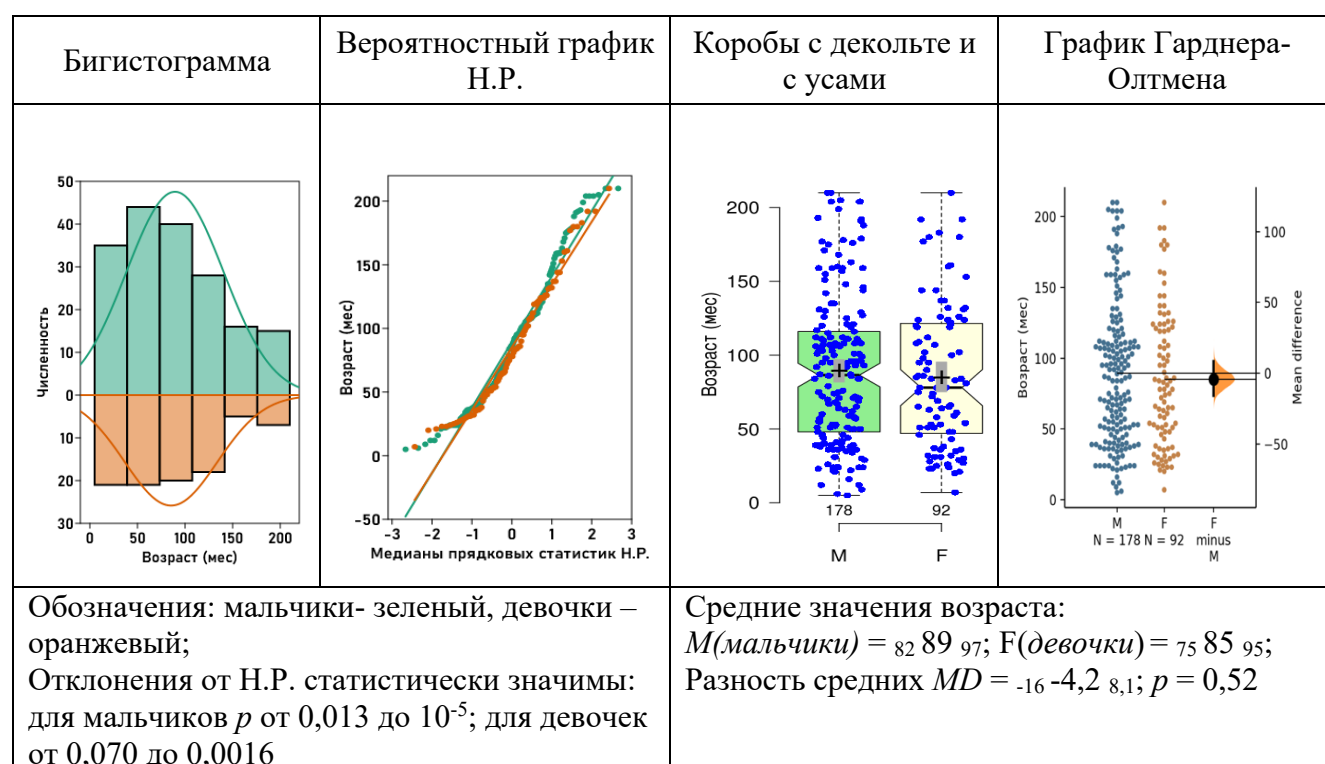 Бигистограмма
Вероятностный график
Н.Р.
Коробы с декольте и
с усами
График Гарднера-
Олтмена
50
40
30
20
10
0
10
20
30
Численность
0 50 100 150 200
Возраст (мес)
200
150
100
50
0
-50
Возраст (мес)
-3 -2 -1 0 1 2 3
Медианы прядковых статистик Н.Р.
200
150
100
50
0
Возраст (мес)
178 92
M F
200
150
100
50
0
Возраст (мес)
100
50
0
−50
Mean difference
M F F
N = 178 N = 92 minus
M
Обозначения: мальчики- зеленый, девочки –
оранжевый;
Отклонения от Н.Р. статистически значимы:
для мальчиков p от 0,013 до 10-5; для девочек
от 0,070 до 0,0016
Средние значения возраста:
M(мальчики) = 82 89 97; F(девочки) = 75 85 95;
Разность средних MD = -16 -4,2 8,1; p = 0,52